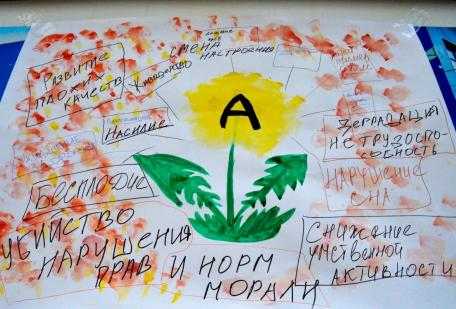 СМЕНА
НАСТРОЕНИЯ
РАЗВИТИЕ
ПЛОХИХ
КАЧЕСТВ
А
НАСИЛИЕ
ДЕГРАДАЦИЯ
НЕТРУДОСПО-
СОБНОСТЬ
БЕСПЛОДИЕ
НАРУШЕНИЕ
СНА
УБИЙСТВО
НАРУШЕНИЯ
ПРАВ И НОРМ
МОРАЛИ
СНИЖАНИЕ
УМСТВЕННОЙ
АКТИВНОСТИ